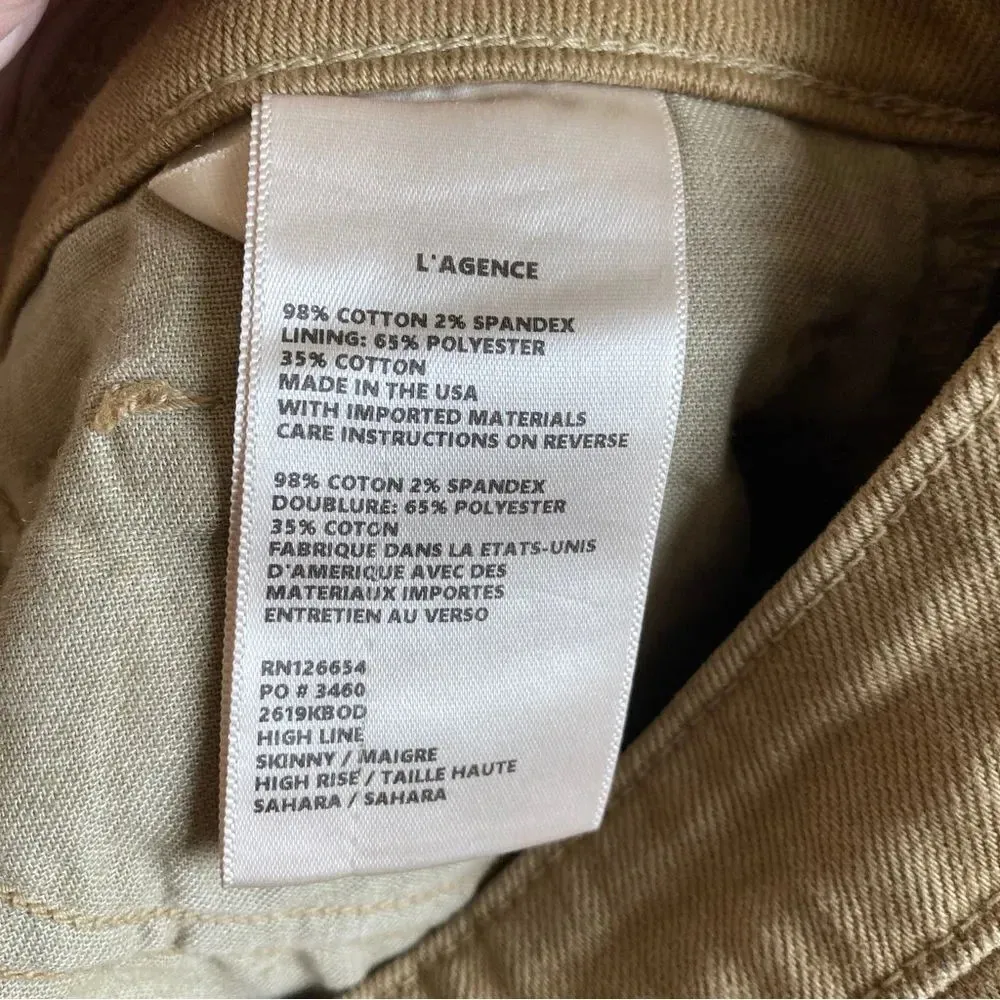 L'AGENCE
98% COTTON 2% SPANDEX
LINING: 65% POLYESTER
35% COTTON
MADE IN THE USA
WITH IMPORTED MATERIALS
CARE INSTRUCTIONS ON REVERSE
98% COTON 2% SPANDEX
DOUBLURE: 65% POLYESTER
35% COTON
FABRIQUE DANS LA ETATS-UNIS
D'AMERIQUE AVEC DES
MATERIAUX IMPORTES
ENTRETIEN AU VERSO
RN126654
PO # 3460
2619KBOD
HIGH LINE
SKINNY / MAIGRE
HIGH RISE / TAILLE HAUTE
SAHARA / SAHARA